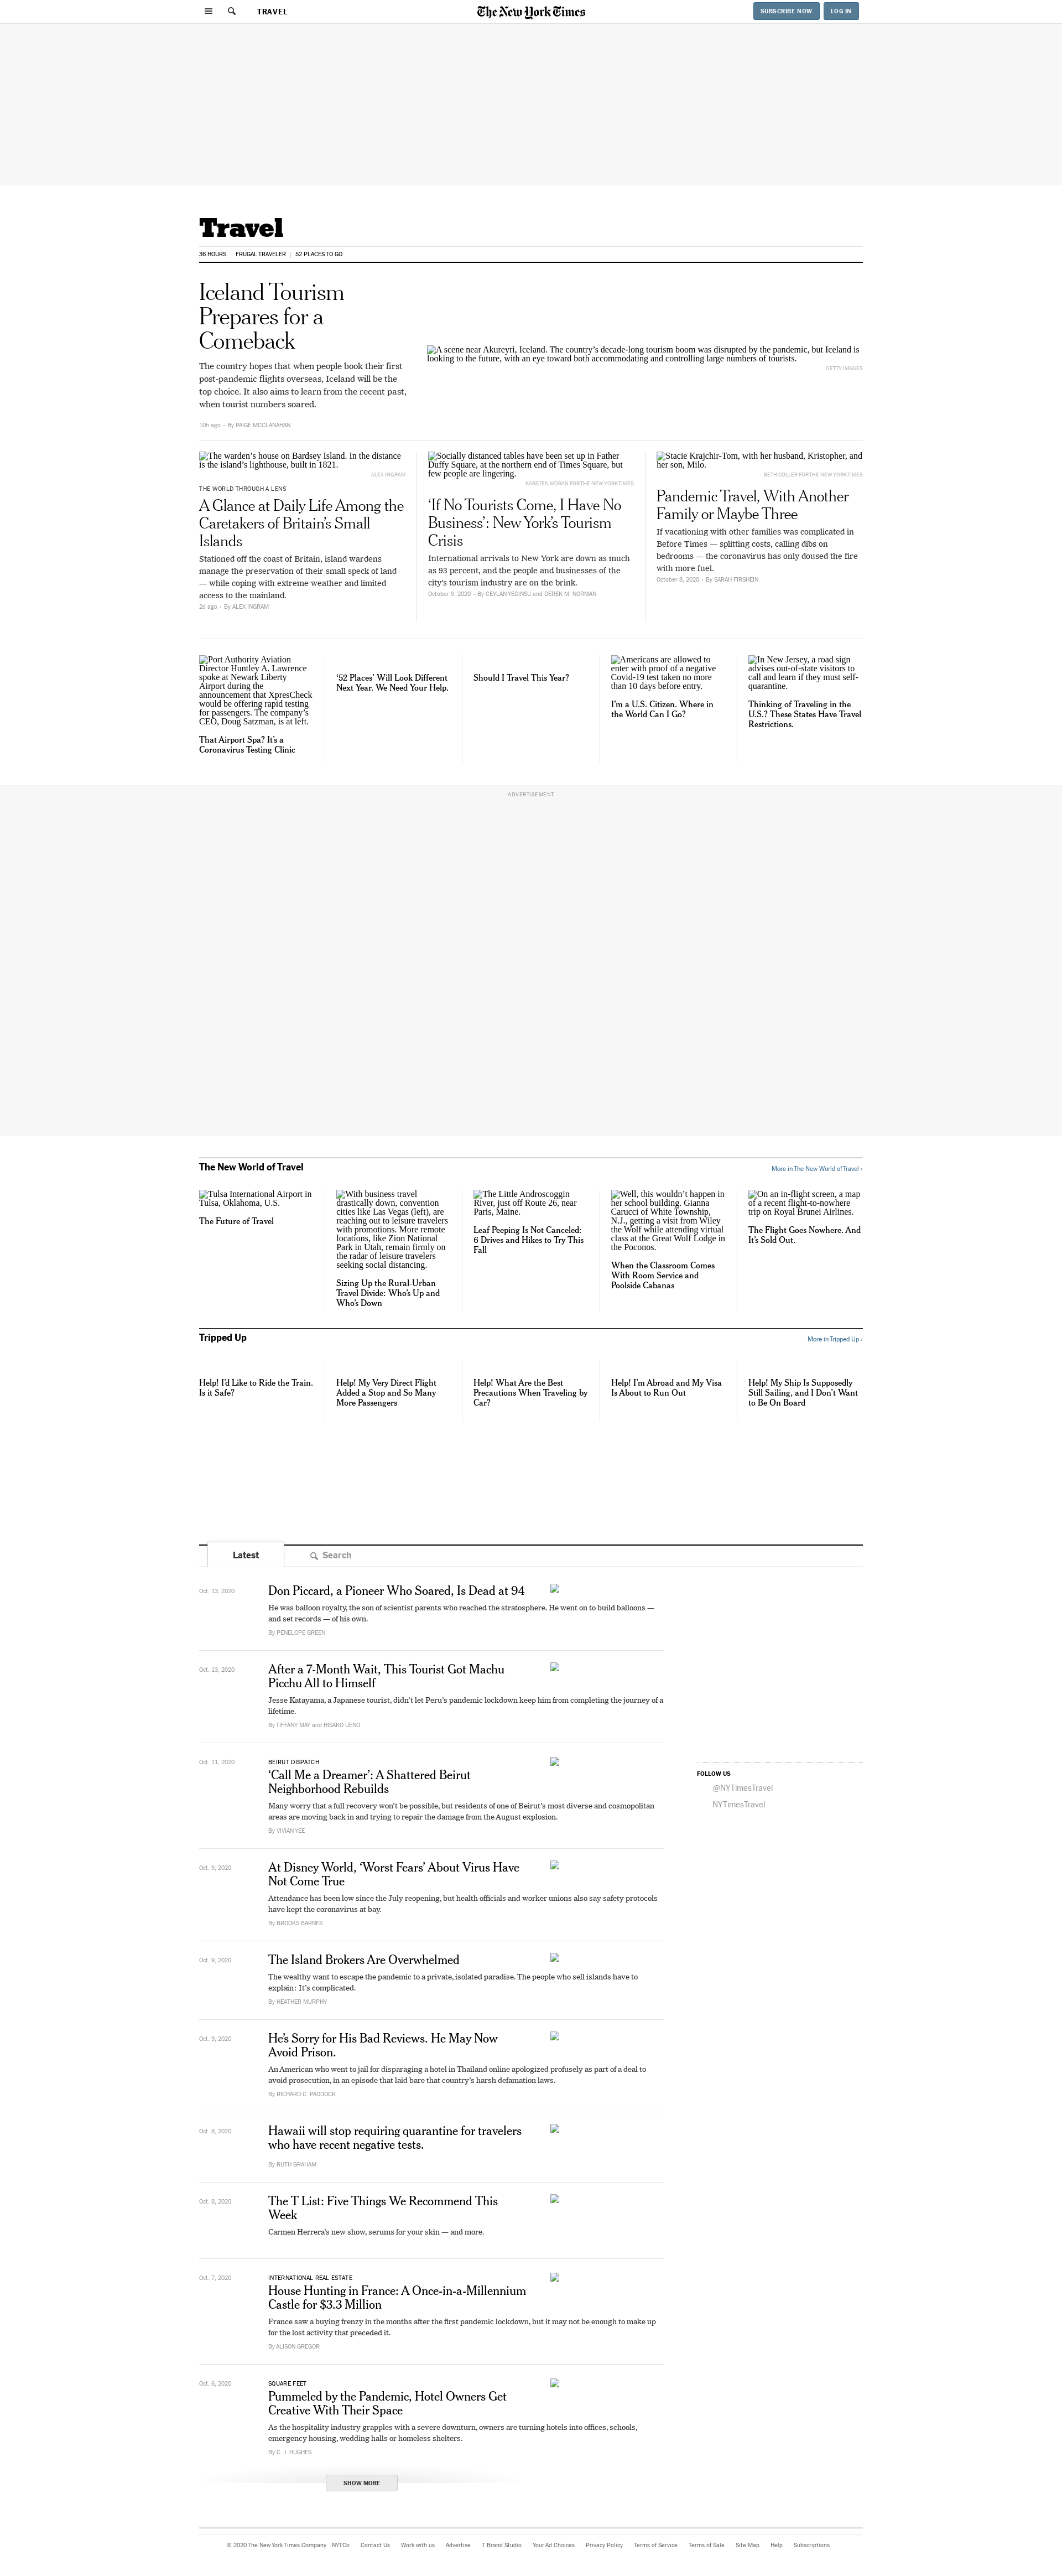 TRAVEL
The New York Times
SUBSCRIBE NOW
LOG IN
Travel
36 HOURS
FRUGAL TRAVELER
52 PLACES TO GO
Iceland Tourism
Prepares for a
Comeback
The country hopes that when people book their first
post-pandemic flights overseas, Iceland will be the
top choice. It also aims to learn from the recent past,
when tourist numbers soared.
10h ago - By PAIGE MCCLANAHAN
A scene near Akureyri, Iceland. The country's decade-long tourism boom was disrupted by the pandemic, but Iceland is
looking to the future, with an eye toward both accommodating and controlling large numbers of tourists.
GETTY IMAGES
The warden's house on Bardsey Island. In the distance
is the island's lighthouse, built in 1821.
ALEX INGRAM
THE WORLD THROUGH A LENS
A Glance at Daily Life Among the
Caretakers of Britain's Small
Islands
Stationed off the coast of Britain, island wardens
manage the preservation of their small speck of land
— while coping with extreme weather and limited
access to the mainland.
2d ago - By ALEX INGRAM
Socially distanced tables have been set up in Father
Duffy Square, at the northern end of Times Square, but
few people are lingering.
KARSTEN MORAN FOR THE NEW YORK TIMES
'If No Tourists Come, I Have No
Business': New York's Tourism
Crisis
International arrivals to New York are down as much
as 93 percent, and the people and businesses of the
city's tourism industry are on the brink.
October 9, 2020 - By CEYLAN YEGINSU and DEREK M. NORMAN
Stacie Krajchir-Tom, with her husband, Kristopher, and
her son, Milo.
BETH COLLER FOR THE NEW YORK TIMES
Pandemic Travel, With Another
Family or Maybe Three
If vacationing with other families was complicated in
Before Times — splitting costs, calling dibs on
bedrooms — the coronavirus has only doused the fire
with more fuel.
October 8, 2020 - By SARAH FIRSHEIN
Port Authority Aviation
Director Huntley A. Lawrence
spoke at Newark Liberty
Airport during the
announcement that XpresCheck
would be offering rapid testing
for passengers. The company's
CEO, Doug Satzman, is at left.
That Airport Spa? It's a
Coronavirus Testing Clinic
'52 Places' Will Look Different
Next Year. We Need Your Help.
Should I Travel This Year?
Americans are allowed to
enter with proof of a negative
Covid-19 test taken no more
than 10 days before entry.
I'm a U.S. Citizen. Where in
the World Can I Go?
In New Jersey, a road sign
advises out-of-state visitors to
call and learn if they must self-
quarantine.
Thinking of Traveling in the
U.S.? These States Have Travel
Restrictions.
ADVERTISEMENT
The New World of Travel
More in The New World of Travel ›
Tulsa International Airport in
Tulsa, Oklahoma, U.S.
The Future of Travel
With business travel
drastically down, convention
cities like Las Vegas (left), are
reaching out to leisure travelers
with promotions. More remote
locations, like Zion National
Park in Utah, remain firmly on
the radar of leisure travelers
seeking social distancing.
Sizing Up the Rural-Urban
Travel Divide: Who's Up and
Who's Down
The Little Androscoggin
River, just off Route 26, near
Paris, Maine.
Leaf Peeping Is Not Canceled:
6 Drives and Hikes to Try This
Fall
Well, this wouldn't happen in
her school building. Gianna
Carucci of White Township,
N.J., getting a visit from Wiley
the Wolf while attending virtual
class at the Great Wolf Lodge in
the Poconos.
When the Classroom Comes
With Room Service and
Poolside Cabanas
On an in-flight screen, a map
of a recent flight-to-nowhere
trip on Royal Brunei Airlines.
The Flight Goes Nowhere. And
It's Sold Out.
Tripped Up
More in Tripped Up ›
Help! I'd Like to Ride the Train.
Is it Safe?
Help! My Very Direct Flight
Added a Stop and So Many
More Passengers
Help! What Are the Best
Precautions When Traveling by
Car?
Help! I'm Abroad and My Visa
Is About to Run Out
Help! My Ship Is Supposedly
Still Sailing, and I Don't Want
to Be On Board
Latest
Search
Oct. 13, 2020
Don Piccard, a Pioneer Who Soared, Is Dead at 94
He was balloon royalty, the son of scientist parents who reached the stratosphere. He went on to build balloons —
and set records — of his own.
By PENELOPE GREEN
Oct. 13, 2020
After a 7-Month Wait, This Tourist Got Machu
Picchu All to Himself
Jesse Katayama, a Japanese tourist, didn't let Peru's pandemic lockdown keep him from completing the journey of a
lifetime.
By TIFFANY MAY and HISAKO UENO
Oct. 11, 2020
BEIRUT DISPATCH
'Call Me a Dreamer': A Shattered Beirut
Neighborhood Rebuilds
Many worry that a full recovery won't be possible, but residents of one of Beirut's most diverse and cosmopolitan
areas are moving back in and trying to repair the damage from the August explosion.
By VIVIAN YEE
FOLLOW US
@NYTimesTravel
NYTimesTravel
Oct. 9, 2020
At Disney World, 'Worst Fears' About Virus Have
Not Come True
Attendance has been low since the July reopening, but health officials and worker unions also say safety protocols
have kept the coronavirus at bay.
By BROOKS BARNES
Oct. 9, 2020
The Island Brokers Are Overwhelmed
The wealthy want to escape the pandemic to a private, isolated paradise. The people who sell islands have to
explain: It's complicated.
By HEATHER MURPHY
Oct. 9, 2020
He's Sorry for His Bad Reviews. He May Now
Avoid Prison.
An American who went to jail for disparaging a hotel in Thailand online apologized profusely as part of a deal to
avoid prosecution, in an episode that laid bare that country's harsh defamation laws.
By RICHARD C. PADDOCK
Oct. 8, 2020
Hawaii will stop requiring quarantine for travelers
who have recent negative tests.
By RUTH GRAHAM
Oct. 8, 2020
The T List: Five Things We Recommend This
Week
Carmen Herrera's new show, serums for your skin — and more.
Oct. 7, 2020
INTERNATIONAL REAL ESTATE
House Hunting in France: A Once-in-a-Millennium
Castle for $3.3 Million
France saw a buying frenzy in the months after the first pandemic lockdown, but it may not be enough to make up
for the lost activity that preceded it.
By ALISON GREGOR
Oct. 6, 2020
SQUARE FEET
Pummeled by the Pandemic, Hotel Owners Get
Creative With Their Space
As the hospitality industry grapples with a severe downturn, owners are turning hotels into offices, schools,
emergency housing, wedding halls or homeless shelters.
By C. J. HUGHES
SHOW MORE
© 2020 The New York Times Company NYTCo Contact Us Work with us Advertise T Brand Studio Your Ad Choices Privacy Policy Terms of Service Terms of Sale Site Map Help Subscriptions